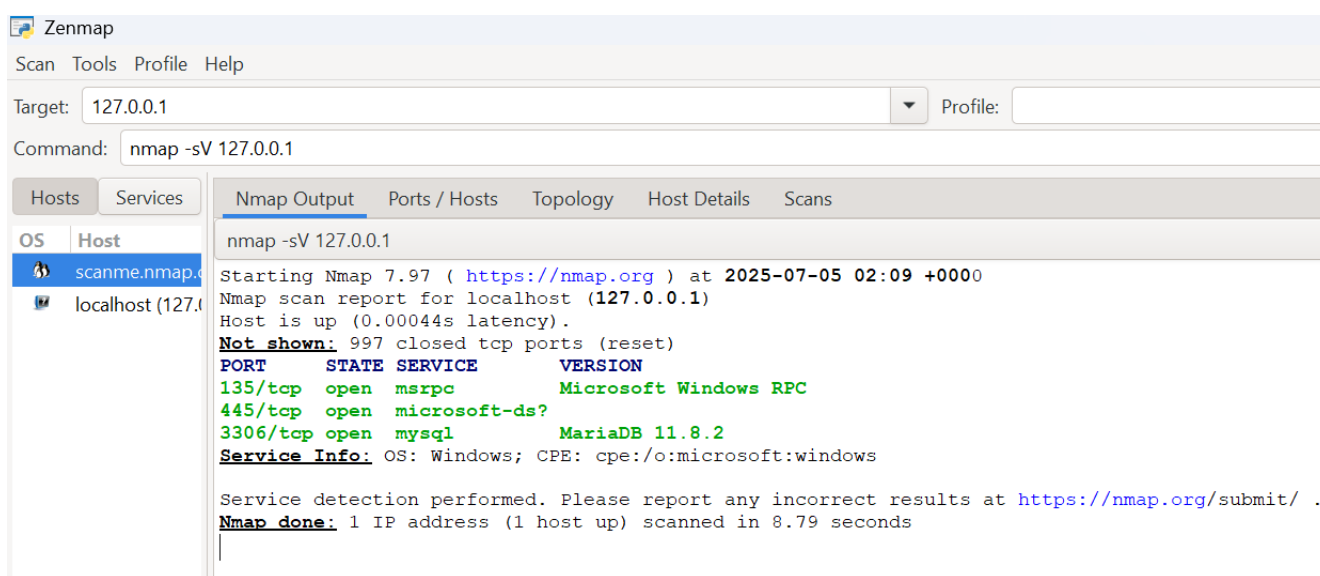 Zenmap
Scan Tools Profile Help
Target: 127.0.0.1 Profile:
Command: nmap -sV 127.0.0.1
Hosts Services Nmap Output Ports / Hosts Topology Host Details Scans
OS Host nmap -sV 127.0.0.1
scanme.nmap.
localhost (127.
Starting Nmap 7.97 ( https://nmap.org ) at 2025-07-05 02:09 +0000
Nmap scan report for localhost (127.0.0.1)
Host is up (0.00044s latency).
Not shown: 997 closed tcp ports (reset)
PORT STATE SERVICE VERSION
135/tcp open msrpc Microsoft Windows RPC
445/tcp open microsoft-ds?
3306/tcp open mysql MariaDB 11.8.2
Service Info: OS: Windows; CPE: cpe:/o:microsoft:windows
Service detection performed. Please report any incorrect results at https://nmap.org/submit/ .
Nmap done: 1 IP address (1 host up) scanned in 8.79 seconds